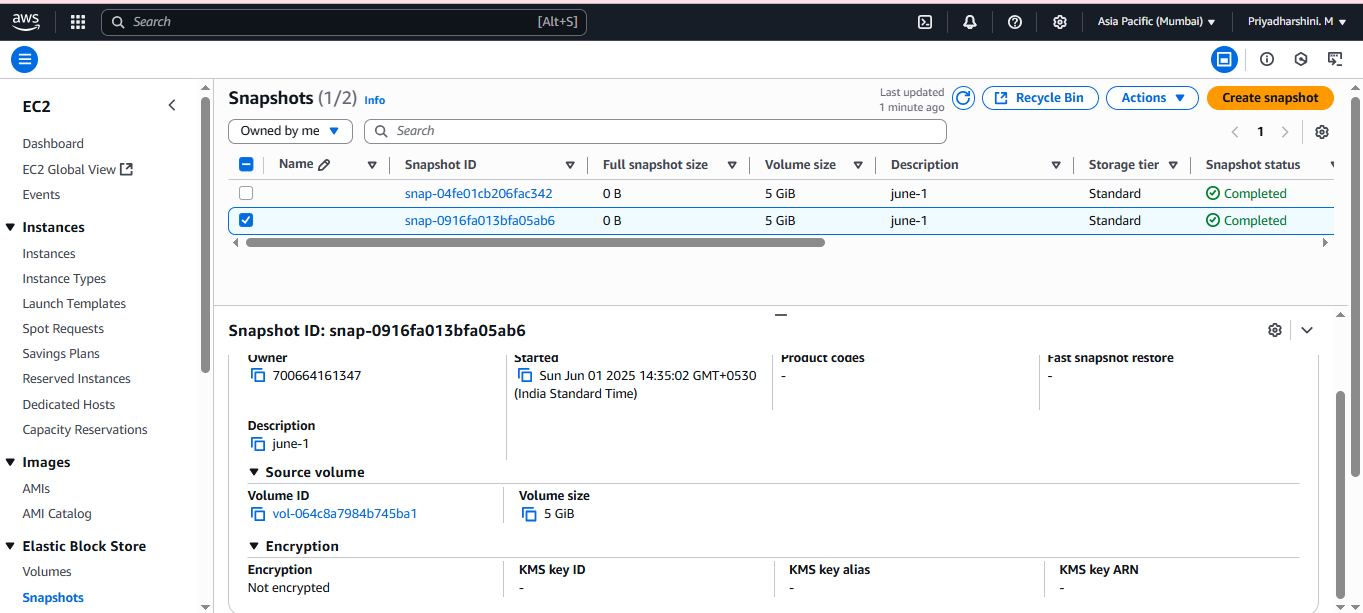 aws
Search
[Alt+S]
Asia Pacific (Mumbai)
Priyadharshini. M
EC2
Dashboard
EC2 Global View
Events
Instances
Instances
Instance Types
Launch Templates
Spot Requests
Savings Plans
Reserved Instances
Dedicated Hosts
Capacity Reservations
Images
AMIs
AMI Catalog
Elastic Block Store
Volumes
Snapshots
Snapshots (1/2) Info
Last updated
1 minute ago
Recycle Bin
Actions
Create snapshot
Owned by me
Search
1
Name Snapshot ID Full snapshot size Volume size Description Storage tier Snapshot status
snap-04fe01cb206fac342 0 B 5 GiB june-1 Standard Completed
snap-0916fa013bfa05ab6 0 B 5 GiB june-1 Standard Completed
Snapshot ID: snap-0916fa013bfa05ab6
Owner
700664161347
Started
Sun Jun 01 2025 14:35:02 GMT+0530
(India Standard Time)
Product codes
-
Fast snapshot restore
-
Description
june-1
Source volume
Volume ID
vol-064c8a7984b745ba1
Volume size
5 GiB
Encryption
Encryption
Not encrypted
KMS key ID
-
KMS key alias
-
KMS key ARN
-